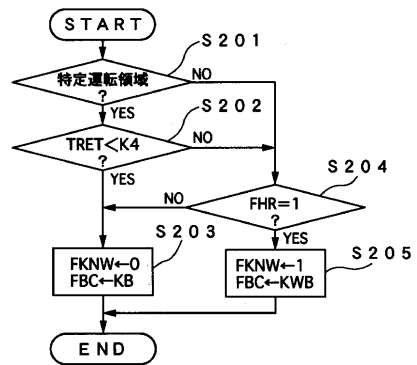 START
S201
特定運転領域
?
NO
YES
S202
TRET<K4
?
NO
YES
S204
FHR=1
?
NO
YES
S203
FKNW←0
FBC←KB
S205
FKNW←1
FBC←KWB
END